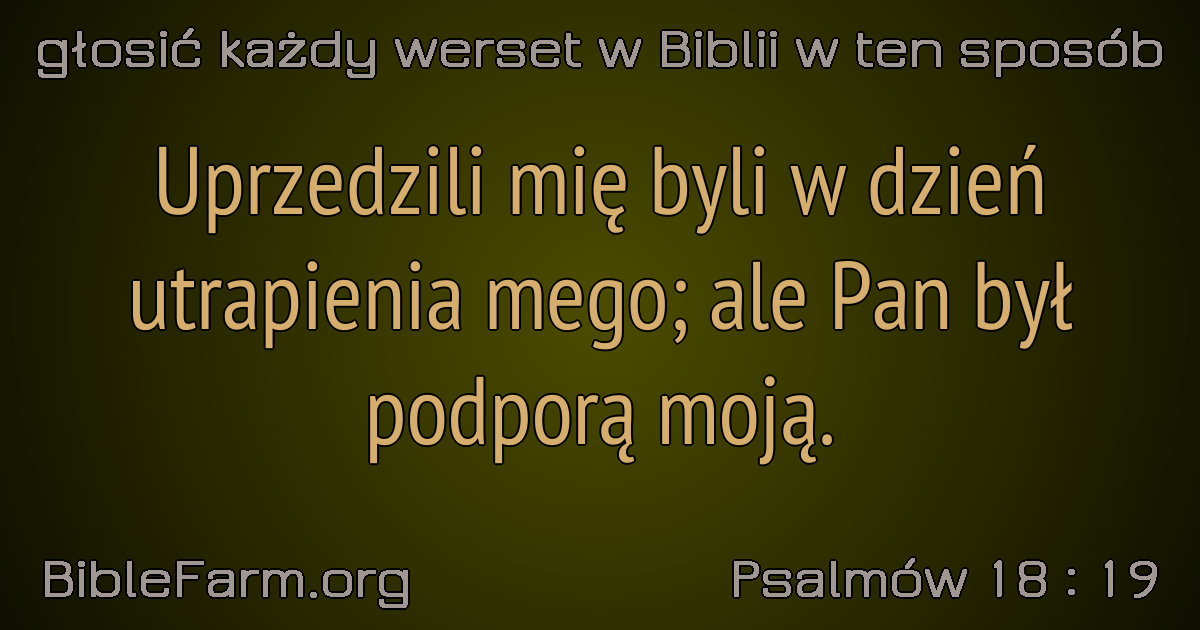 głosić każdy werset w Biblii w ten sposób
Uprzedzili mię byli w dzień
utrapienia mego; ale Pan był
podporą moją.
BibleFarm.org
Psalmów 18 : 19